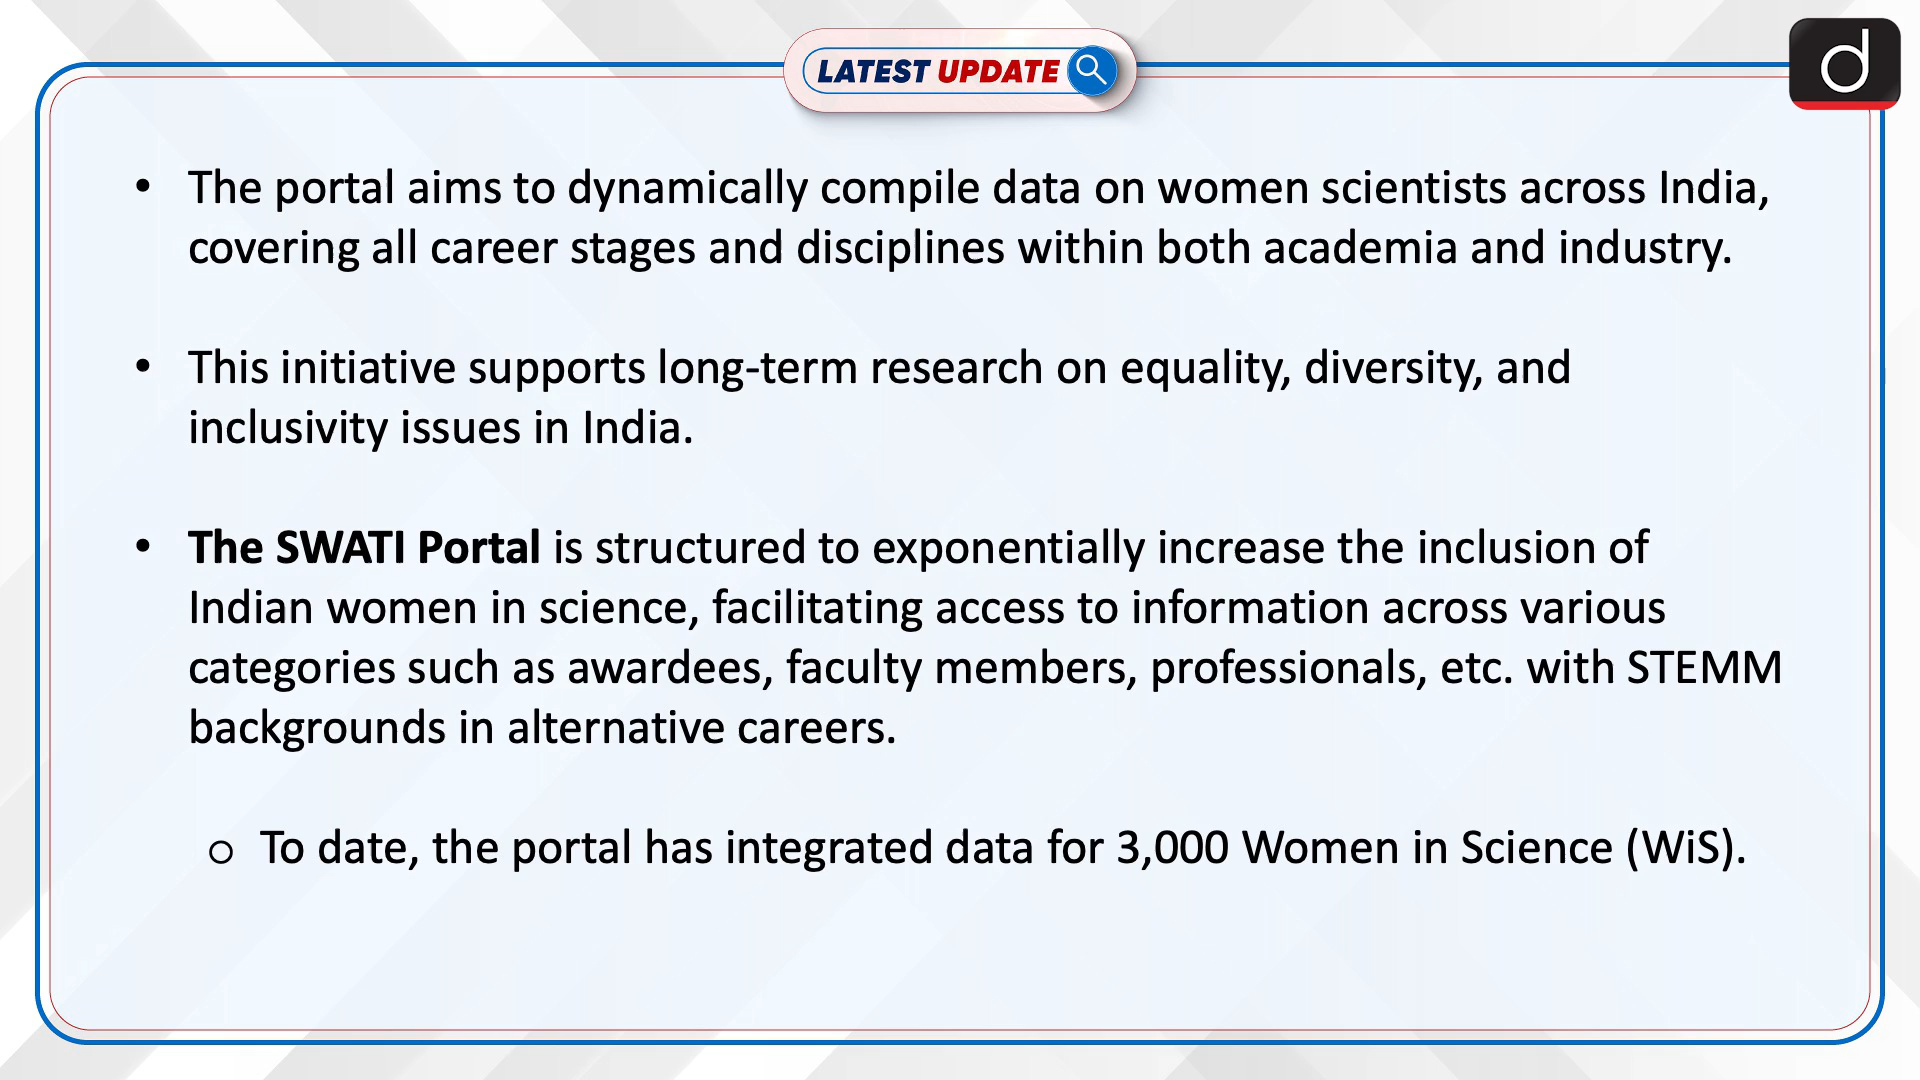 LATEST UPDATE
d
• The portal aims to dynamically compile data on women scientists across India,
covering all career stages and disciplines within both academia and industry.
• This initiative supports long-term research on equality, diversity, and
inclusivity issues in India.
• The SWATI Portal is structured to exponentially increase the inclusion of
Indian women in science, facilitating access to information across various
categories such as awardees, faculty members, professionals, etc. with STEMM
backgrounds in alternative careers.
o To date, the portal has integrated data for 3,000 Women in Science (WiS).